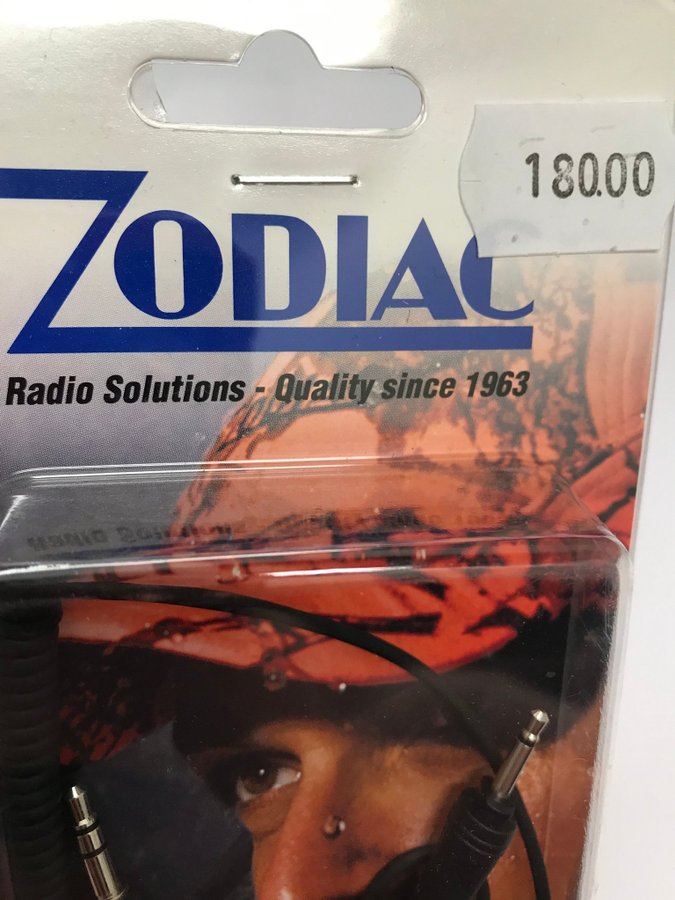 180.00
ZODIAC
Radio Solutions - Quality since 1963